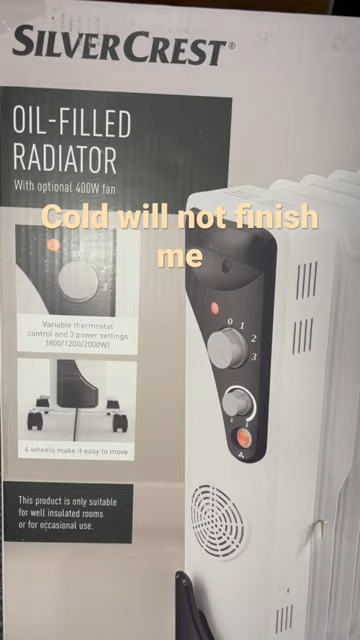 SILVERCREST®
OIL-FILLED
RADIATOR
With optional 400W fan
Cold will not finish
me
0
3
0
1
2
3
Variable thermostat
control and 3 power settings
(800/1200/2000W)
4 wheels make it easy to move
This product is only suitable
for well insulated rooms
or for occasional use.